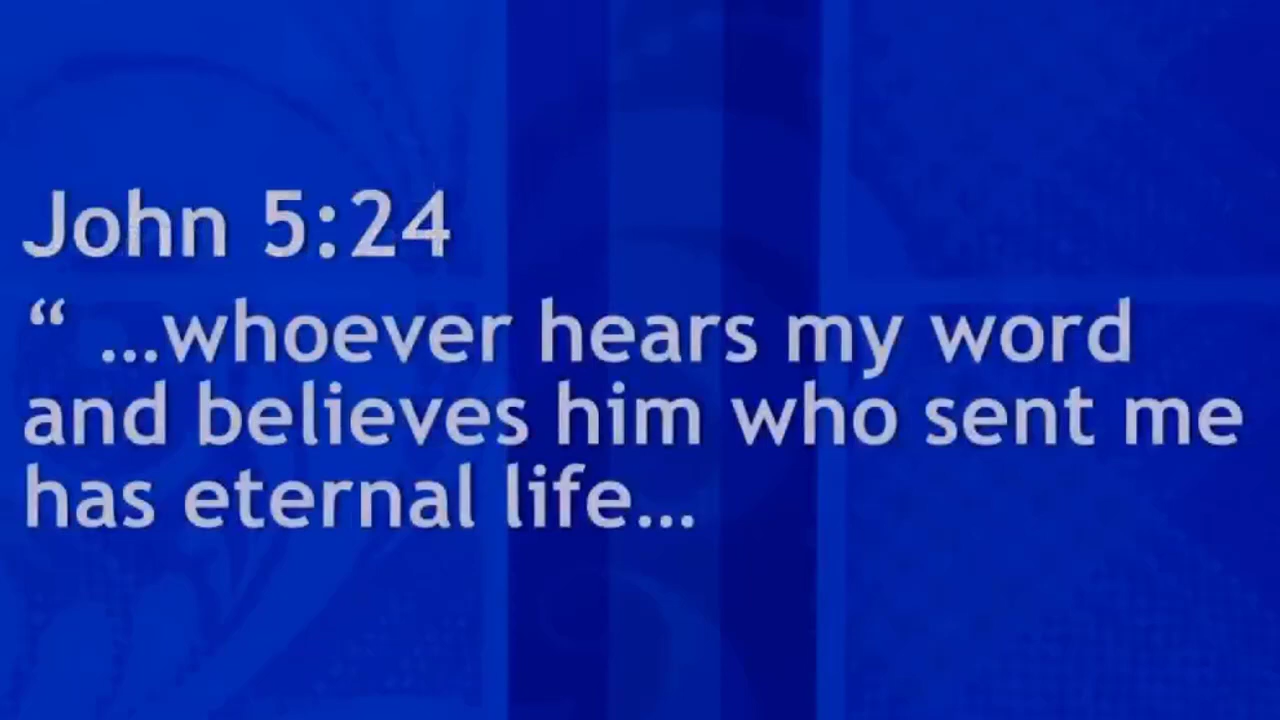 John 5:24
“ …whoever hears my word
and believes him who sent me
has eternal life…